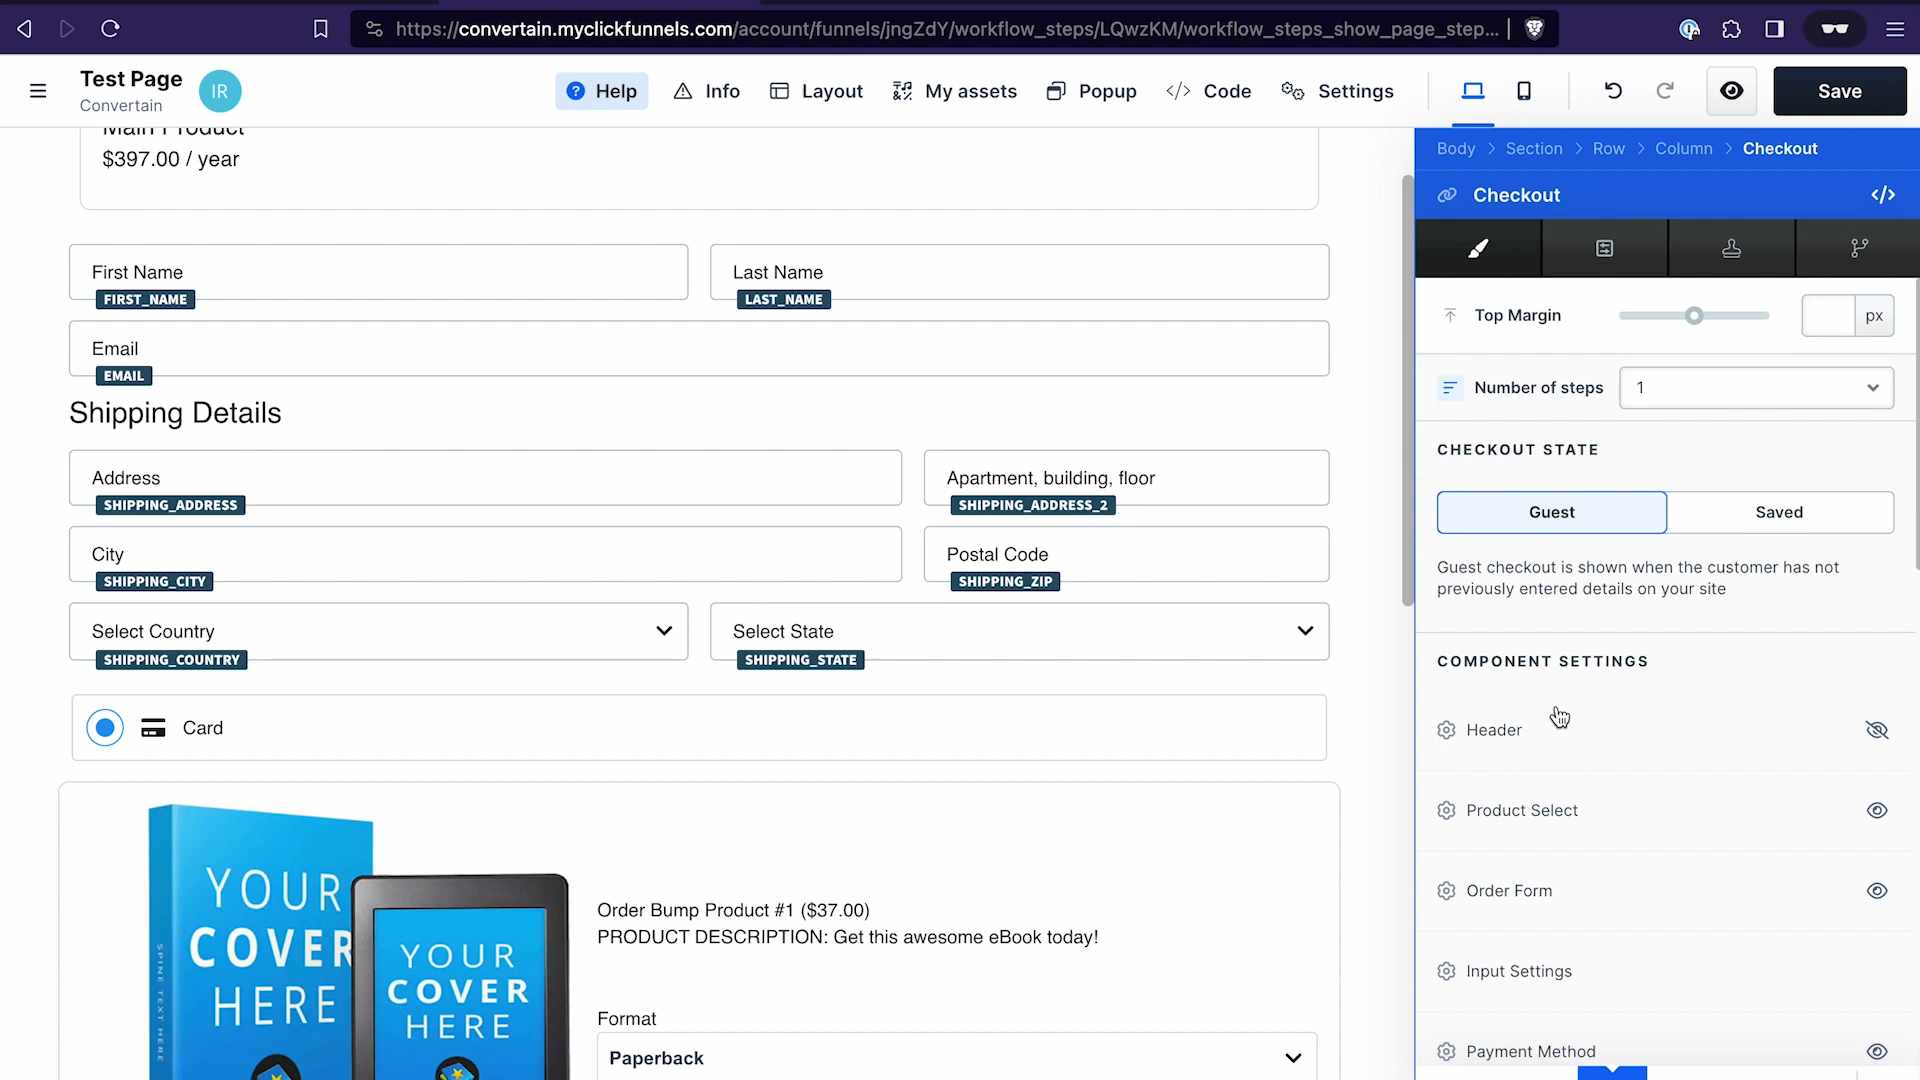 https://convertain.myclickfunnels.com/account/funnels/jngZdY/workflow_steps/LQwzKM/workflow_steps_show_page_step...
Test Page
Convertain
IR
Help
Info
Layout
My assets
Popup
Code
Settings
Save
Main Product
$397.00 / year
First Name
FIRST_NAME
Last Name
LAST_NAME
Email
EMAIL
Shipping Details
Address
SHIPPING_ADDRESS
Apartment, building, floor
SHIPPING_ADDRESS_2
City
SHIPPING_CITY
Postal Code
SHIPPING_ZIP
Select Country
SHIPPING_COUNTRY
Select State
SHIPPING_STATE
Card
YOUR
COVER
HERE
SPINE TEXT HERE
YOUR
COVER
HERE
Order Bump Product #1 ($37.00)
PRODUCT DESCRIPTION: Get this awesome eBook today!
Format
Paperback
Body > Section > Row > Column > Checkout
Checkout
Top Margin
px
Number of steps
1
CHECKOUT STATE
Guest
Saved
Guest checkout is shown when the customer has not
previously entered details on your site
COMPONENT SETTINGS
Header
Product Select
Order Form
Input Settings
Payment Method